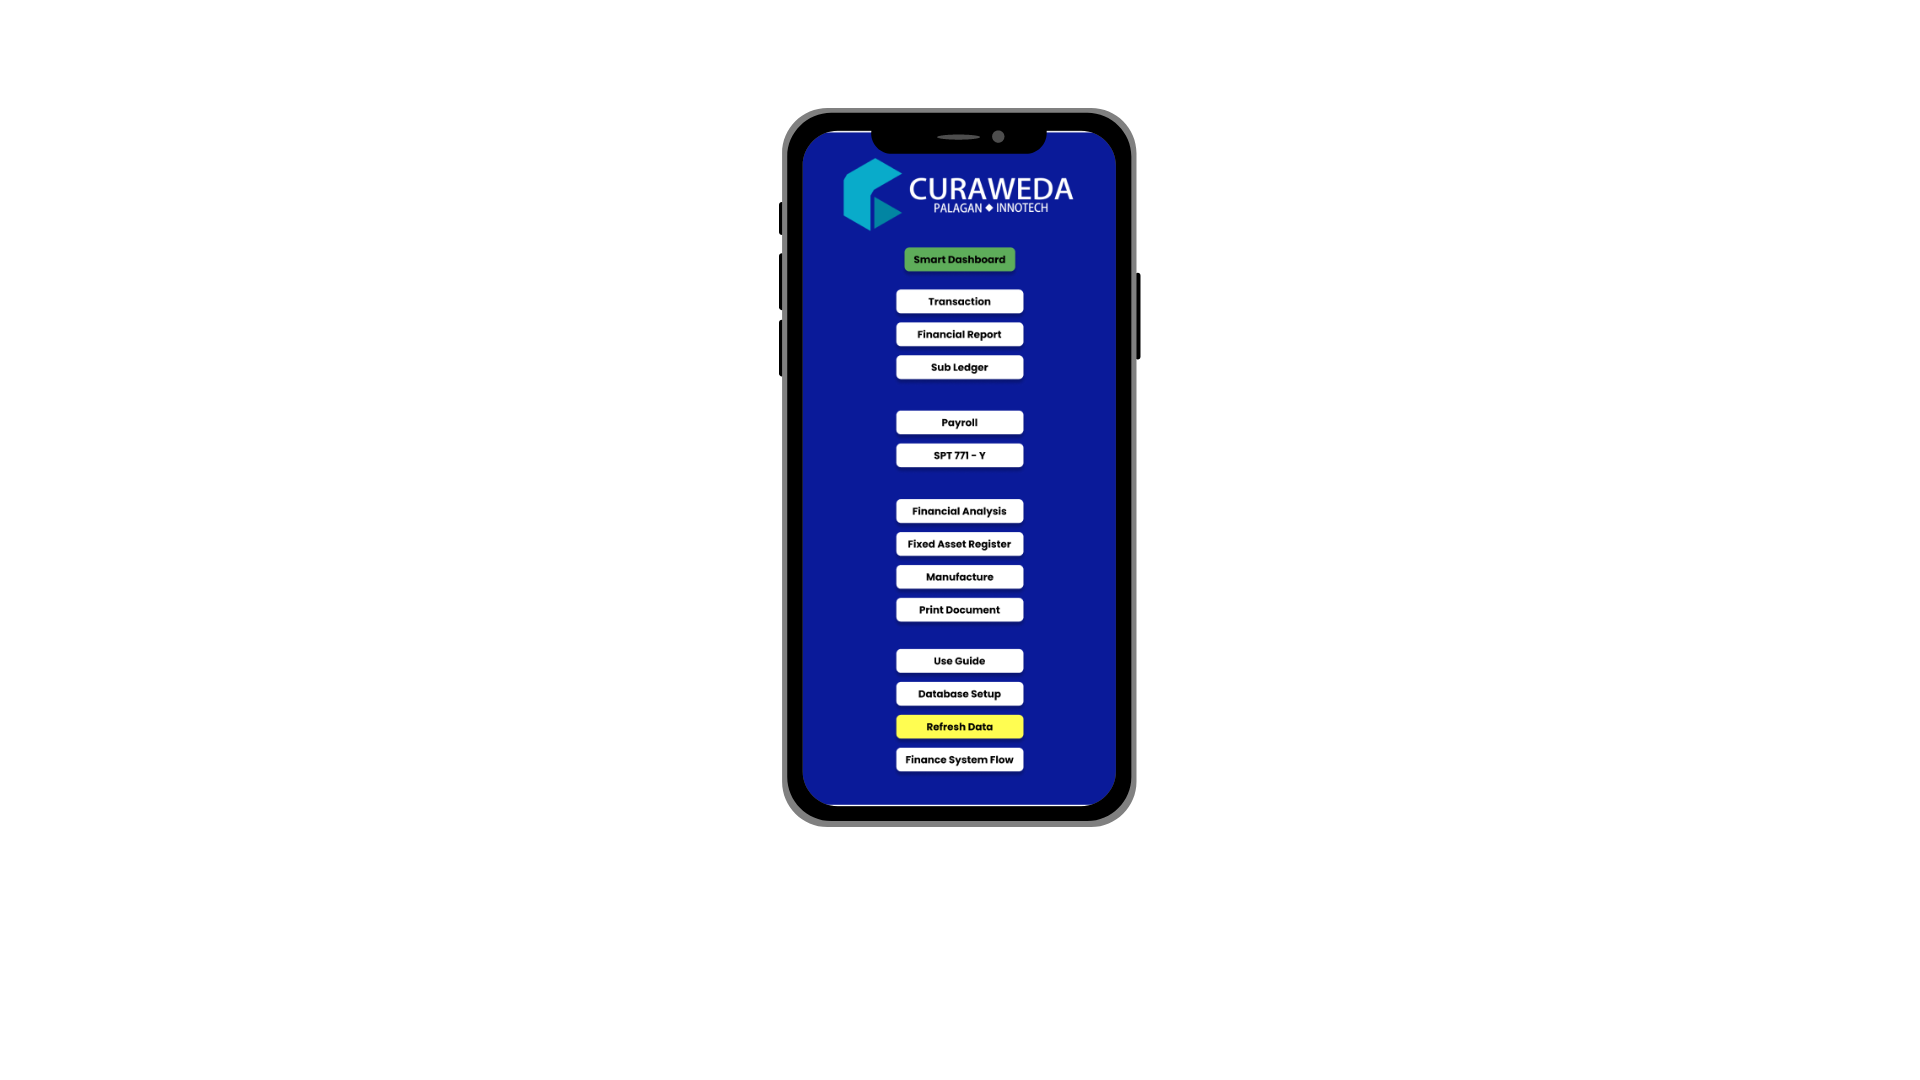 CURAWEDA
PALAGAN ◆ INNOTECH
Smart Dashboard
Transaction
Financial Report
Sub Ledger
Payroll
SPT 771 - Y
Financial Analysis
Fixed Asset Register
Manufacture
Print Document
Use Guide
Database Setup
Refresh Data
Finance System Flow